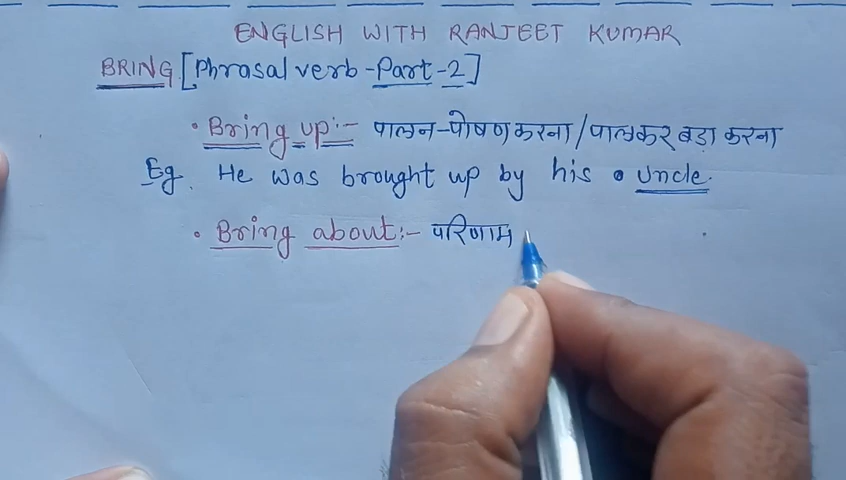 ENGLISH WITH RANJEET KUMAR
BRING [Phrasal verb-Part-2]
• Bring up:- पालन-पोषण करना/पालकर बड़ा करना
Eg. He was brought up by his uncle.
• Bring about:- परिणाम